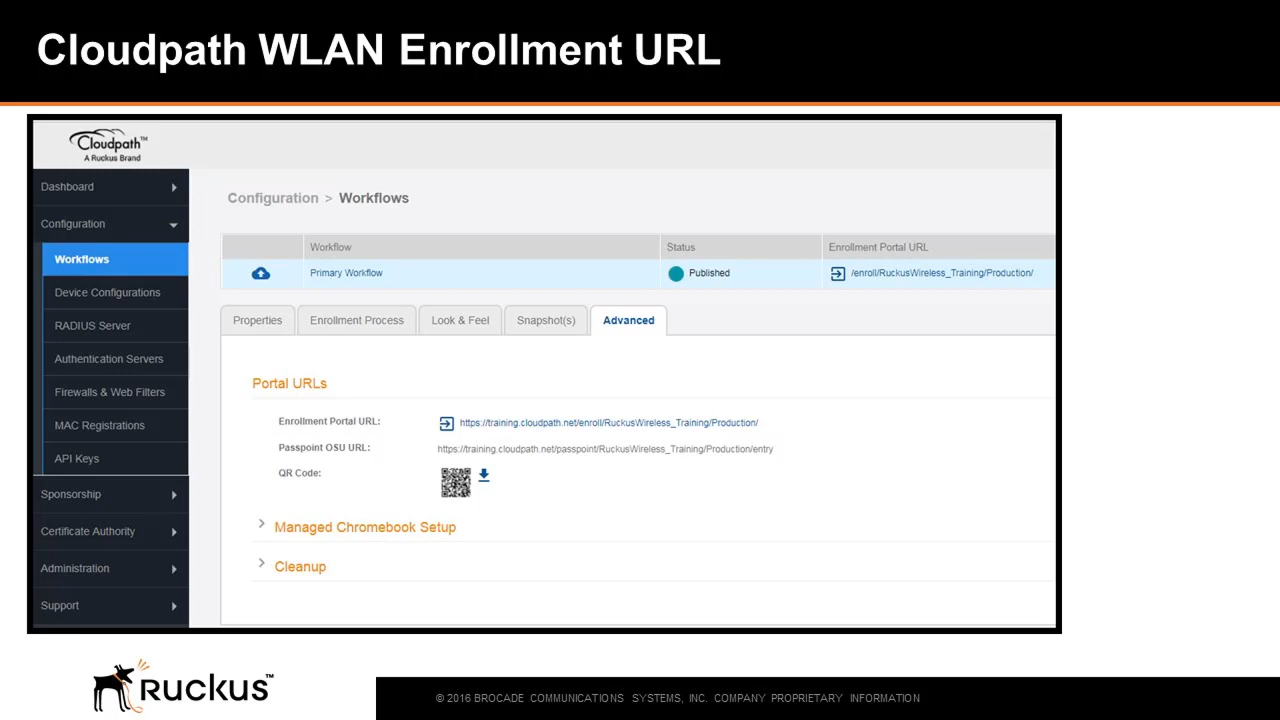 Cloudpath WLAN Enrollment URL
Cloudpath™
A Ruckus Brand
Dashboard
Configuration
Workflows
Device Configurations
RADIUS Server
Authentication Servers
Firewalls & Web Filters
MAC Registrations
API Keys
Sponsorship
Certificate Authority
Administration
Support
Configuration > Workflows
Workflow Status Enrollment Portal URL
Primary Workflow Published /enroll/RuckusWireless_Training/Production/
Properties Enrollment Process Look & Feel Snapshot(s) Advanced
Portal URLs
Enrollment Portal URL: https://training.cloudpath.net/enroll/RuckusWireless_Training/Production/
Passpoint OSU URL: https://training.cloudpath.net/passpoint/RuckusWireless_Training/Production/entry
QR Code:
Managed Chromebook Setup
Cleanup
Ruckus™
© 2016 BROCADE COMMUNICATIONS SYSTEMS, INC. COMPANY PROPRIETARY INFORMATION